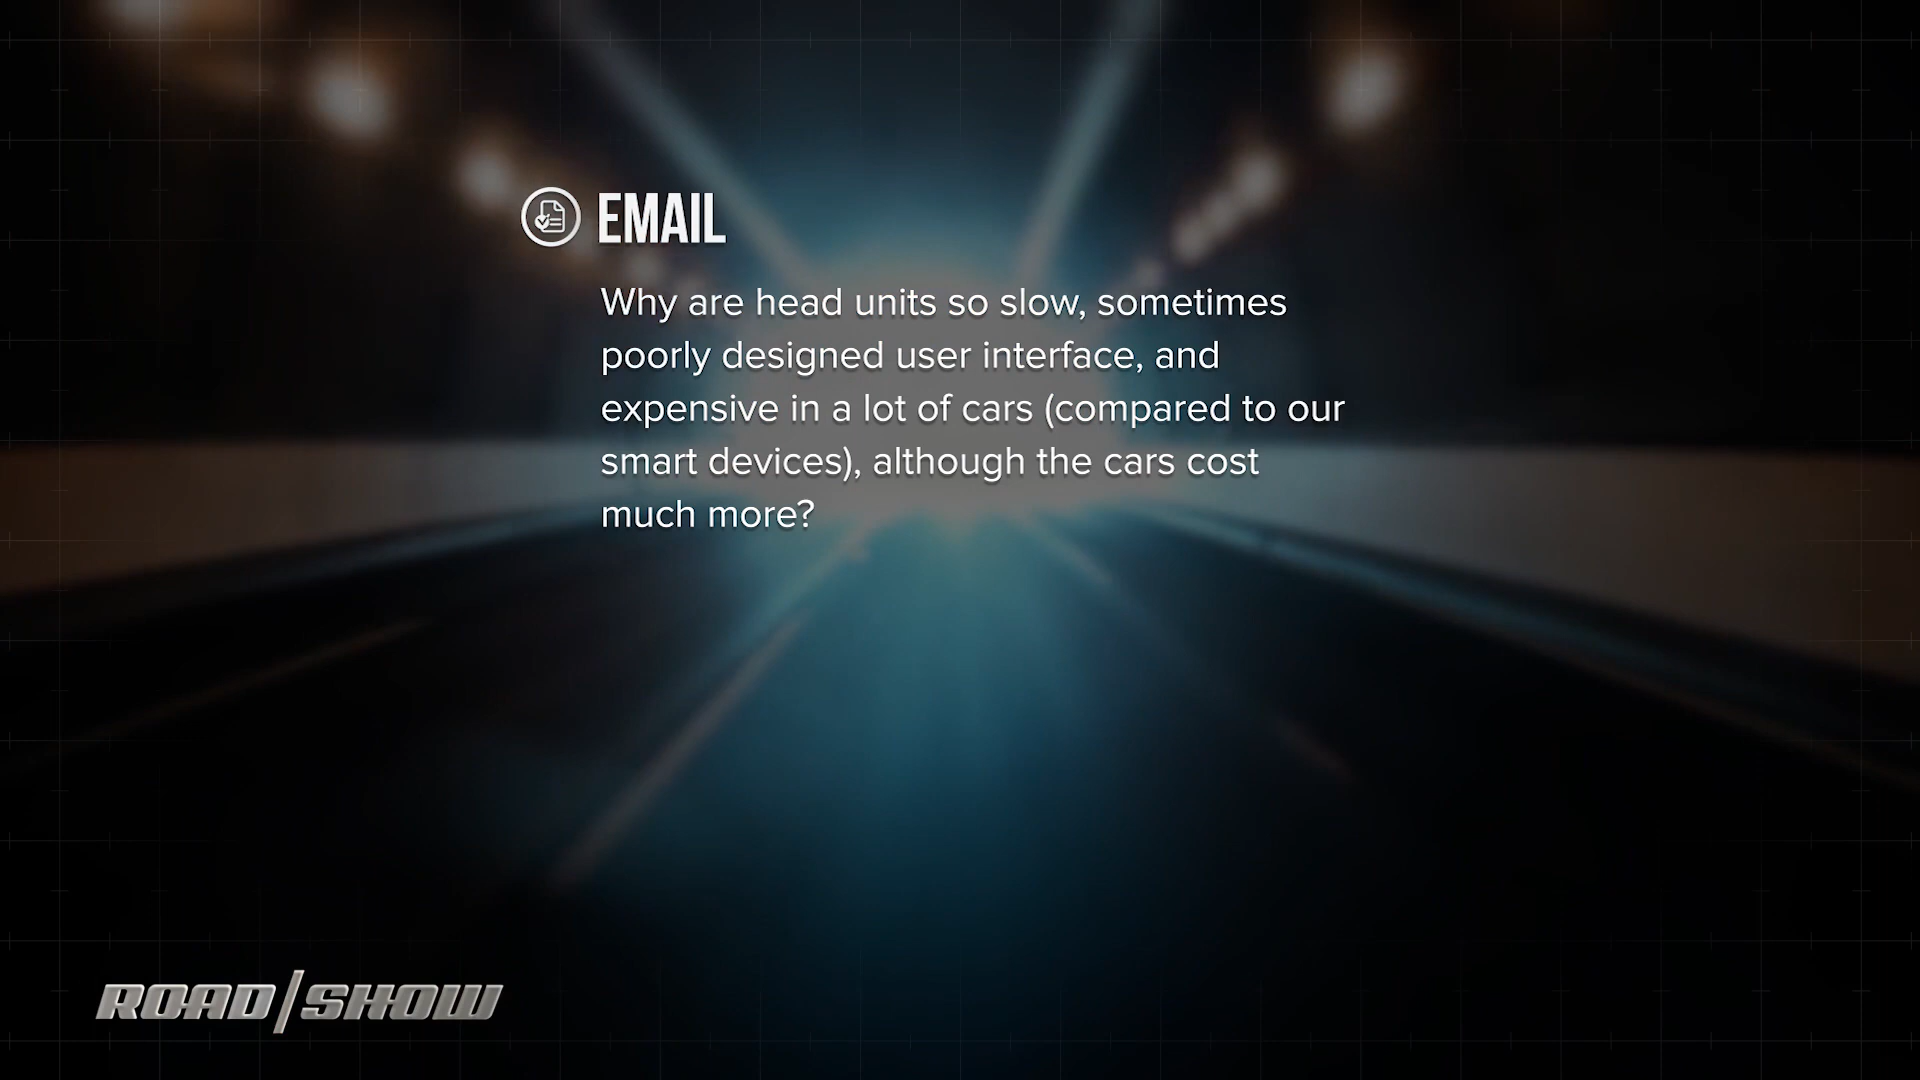 EMAIL
Why are head units so slow, sometimes
poorly designed user interface, and
expensive in a lot of cars (compared to our
smart devices), although the cars cost
much more?
ROAD/SHOW